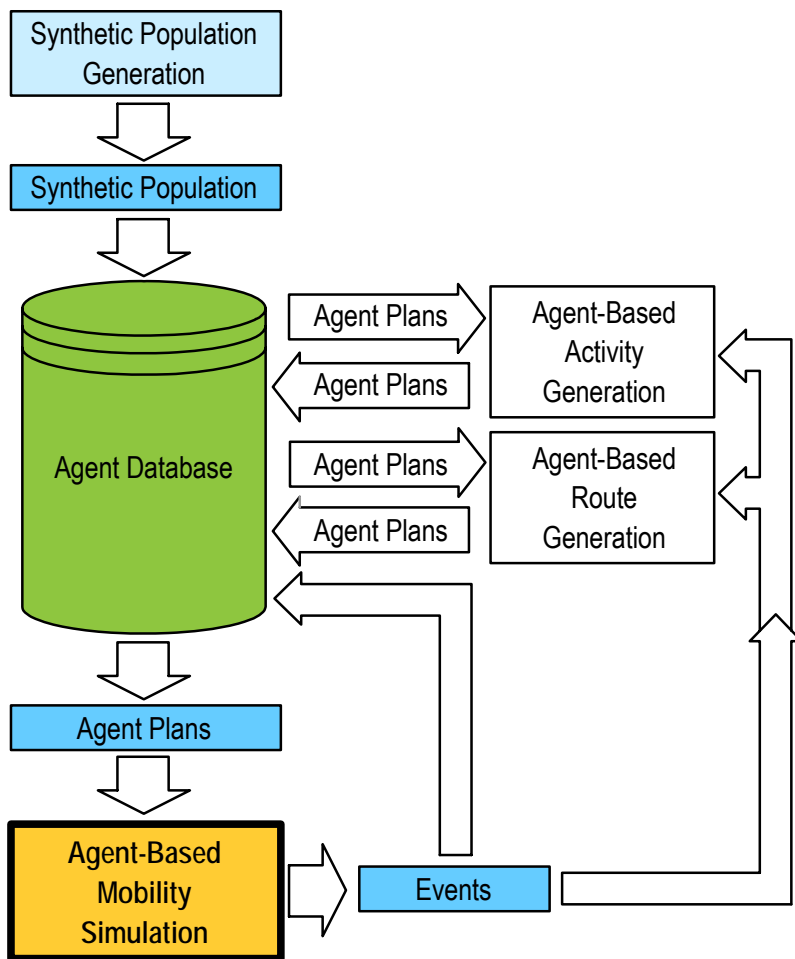 Synthetic Population
Generation
Synthetic Population
Agent Plans
Agent-Based
Activity
Generation
Agent Plans
Agent Database
Agent Plans
Agent-Based
Route
Generation
Agent Plans
Agent Plans
Agent-Based
Mobility
Simulation
Events